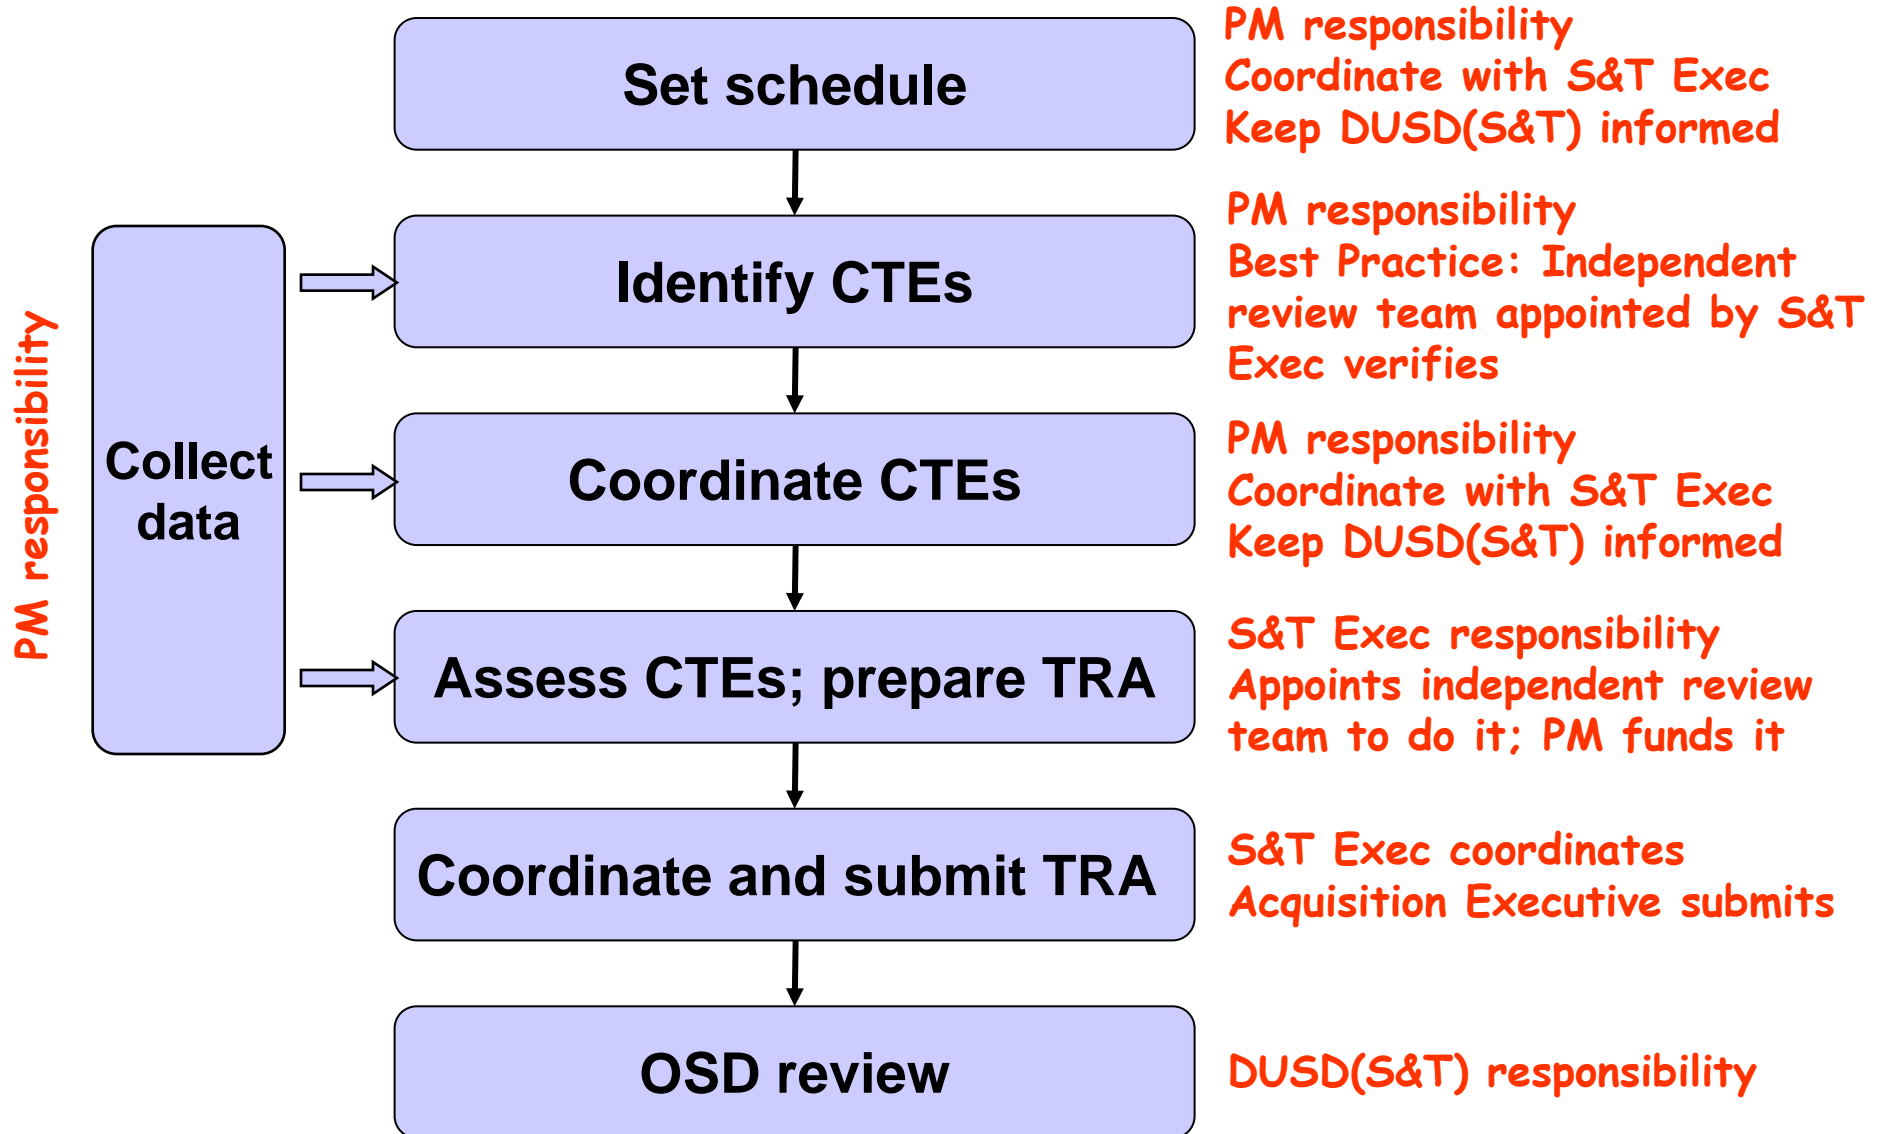 Set schedule
PM responsibility
Coordinate with S&T Exec
Keep DUSD(S&T) informed
PM responsibility
Collect
data
Identify CTEs
PM responsibility
Best Practice: Independent
review team appointed by S&T
Exec verifies
Coordinate CTEs
PM responsibility
Coordinate with S&T Exec
Keep DUSD(S&T) informed
Assess CTEs; prepare TRA
S&T Exec responsibility
Appoints independent review
team to do it; PM funds it
Coordinate and submit TRA
S&T Exec coordinates
Acquisition Executive submits
OSD review
DUSD(S&T) responsibility